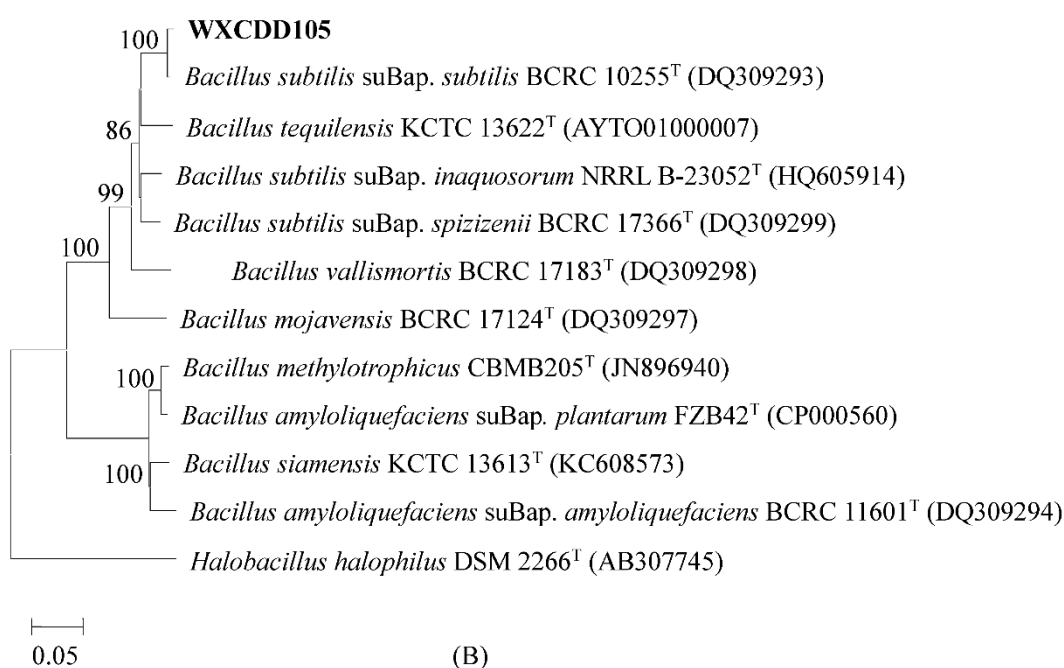 WXCDD105
100
Bacillus subtilis suBap. subtilis BCRC 10255ᵀ (DQ309293)
86
Bacillus tequilensis KCTC 13622ᵀ (AYTO01000007)
Bacillus subtilis suBap. inaquosorum NRRL B-23052ᵀ (HQ605914)
99
Bacillus subtilis suBap. spizizenii BCRC 17366ᵀ (DQ309299)
100
Bacillus vallismortis BCRC 17183ᵀ (DQ309298)
Bacillus mojavensis BCRC 17124ᵀ (DQ309297)
Bacillus methylotrophicus CBMB205ᵀ (JN896940)
100
Bacillus amyloliquefaciens suBap. plantarum FZB42ᵀ (CP000560)
Bacillus siamensis KCTC 13613ᵀ (KC608573)
100
Bacillus amyloliquefaciens suBap. amyloliquefaciens BCRC 11601ᵀ (DQ309294)
Halobacillus halophilus DSM 2266ᵀ (AB307745)
0.05
(B)